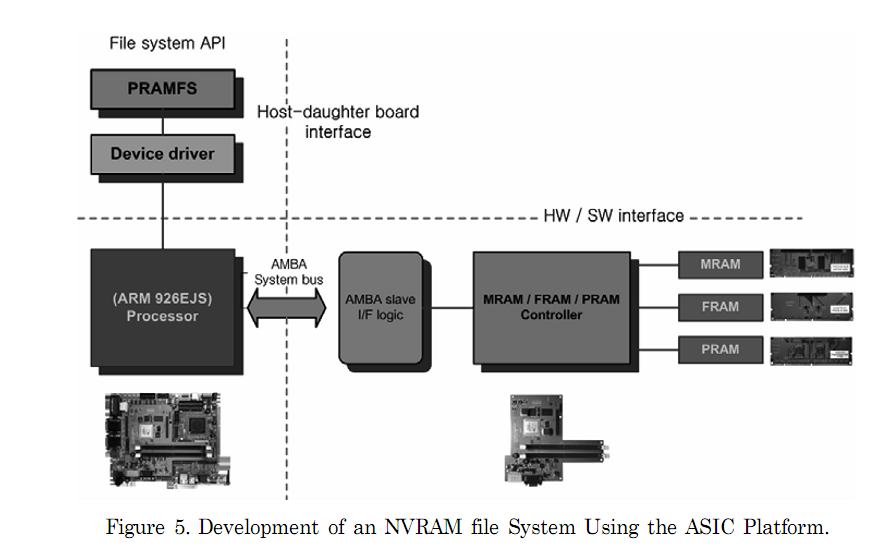 File system API
PRAMFS
Host-daughter board
interface
Device driver
HW / SW interface
AMBA
System bus
(ARM 926EJS)
Processor
AMBA slave
I/F logic
MRAM / FRAM / PRAM
Controller
MRAM
FRAM
PRAM
Figure 5. Development of an NVRAM file System Using the ASIC Platform.